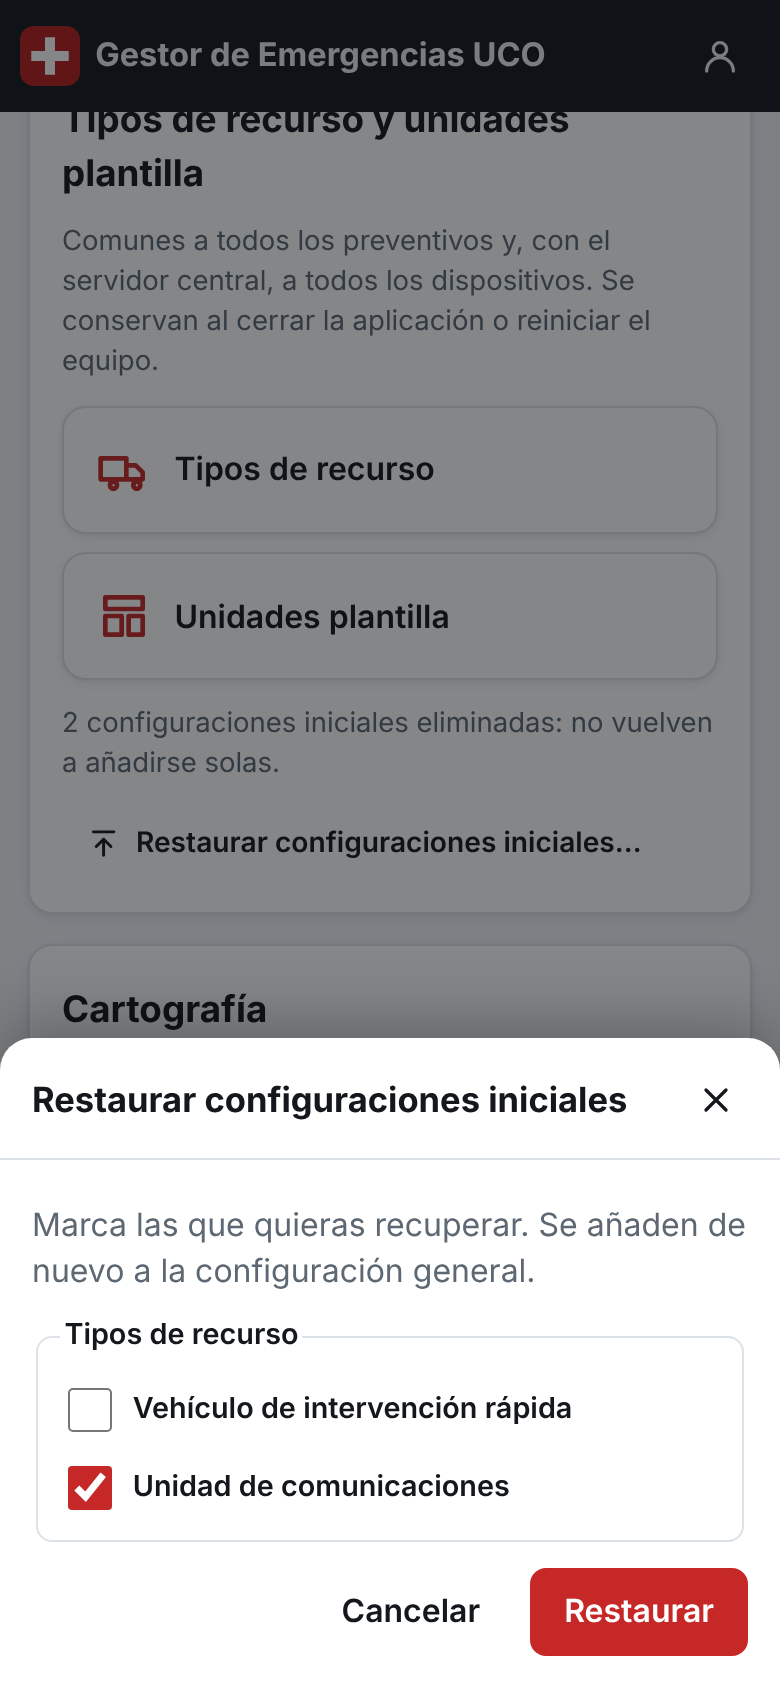 Gestor de Emergencias UCO
Tipos de recurso y unidades
plantilla
Comunes a todos los preventivos y, con el
servidor central, a todos los dispositivos. Se
conservan al cerrar la aplicación o reiniciar el
equipo.
Tipos de recurso
Unidades plantilla
2 configuraciones iniciales eliminadas: no vuelven
a añadirse solas.
Restaurar configuraciones iniciales...
Cartografía
Restaurar configuraciones iniciales
Marca las que quieras recuperar. Se añaden de
nuevo a la configuración general.
Tipos de recurso
Vehículo de intervención rápida
Unidad de comunicaciones
Cancelar
Restaurar